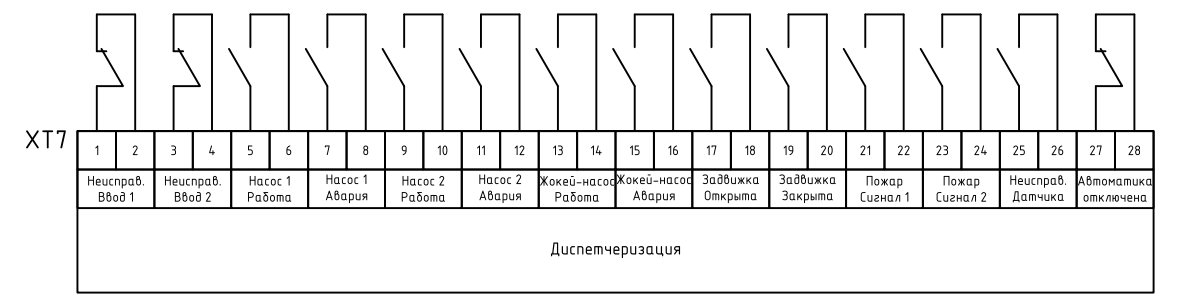 XT7
1 2 3 4 5 6 7 8 9 10 11 12 13 14 15 16 17 18 19 20 21 22 23 24 25 26 27 28
Неисправ. Неисправ. Насос 1 Насос 1 Насос 2 Насос 2 Жокей-насос Жокей-насос Задвижка Задвижка Пожар Пожар Неисправ. Автоматика
Ввод 1 Ввод 2 Работа Авария Работа Авария Работа Авария Открыта Закрыта Сигнал 1 Сигнал 2 Датчика отключена
Диспетчеризация